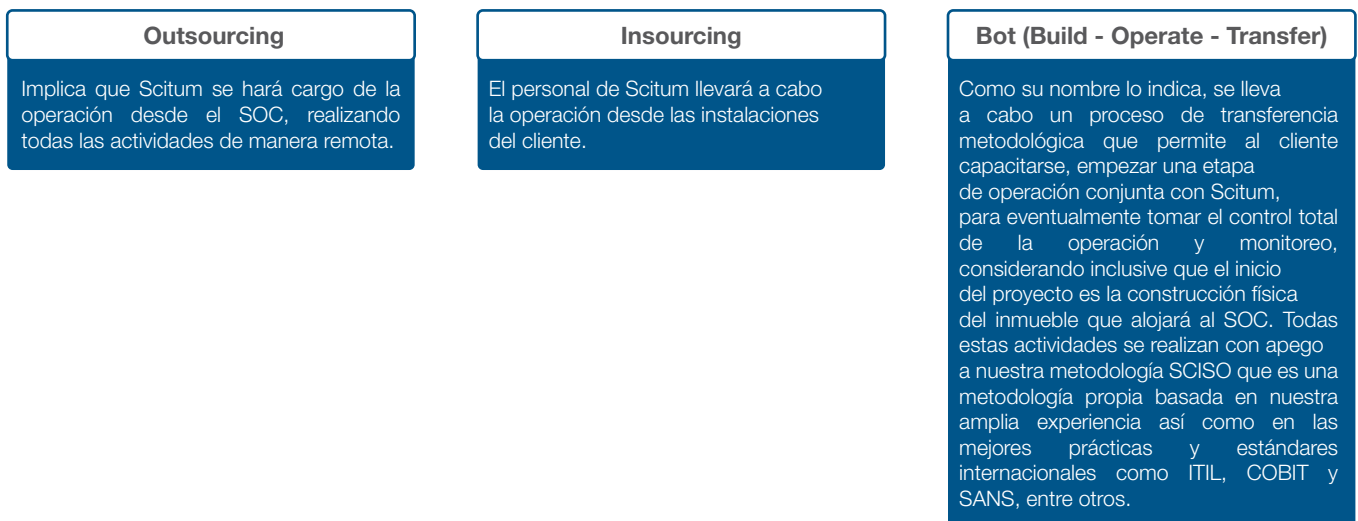 Outsourcing
Implica que Scitum se hará cargo de la
operación desde el SOC, realizando
todas las actividades de manera remota.
Insourcing
El personal de Scitum llevará a cabo
la operación desde las instalaciones
del cliente.
Bot (Build - Operate - Transfer)
Como su nombre lo indica, se lleva
a cabo un proceso de transferencia
metodológica que permite al cliente
capacitarse, empezar una etapa
de operación conjunta con Scitum,
para eventualmente tomar el control total
de la operación y monitoreo,
considerando inclusive que el inicio
del proyecto es la construcción física
del inmueble que alojará al SOC. Todas
estas actividades se realizan con apego
a nuestra metodología SCISO que es una
metodología propia basada en nuestra
amplia experiencia así como en las
mejores prácticas y estándares
internacionales como ITIL, COBIT y
SANS, entre otros.